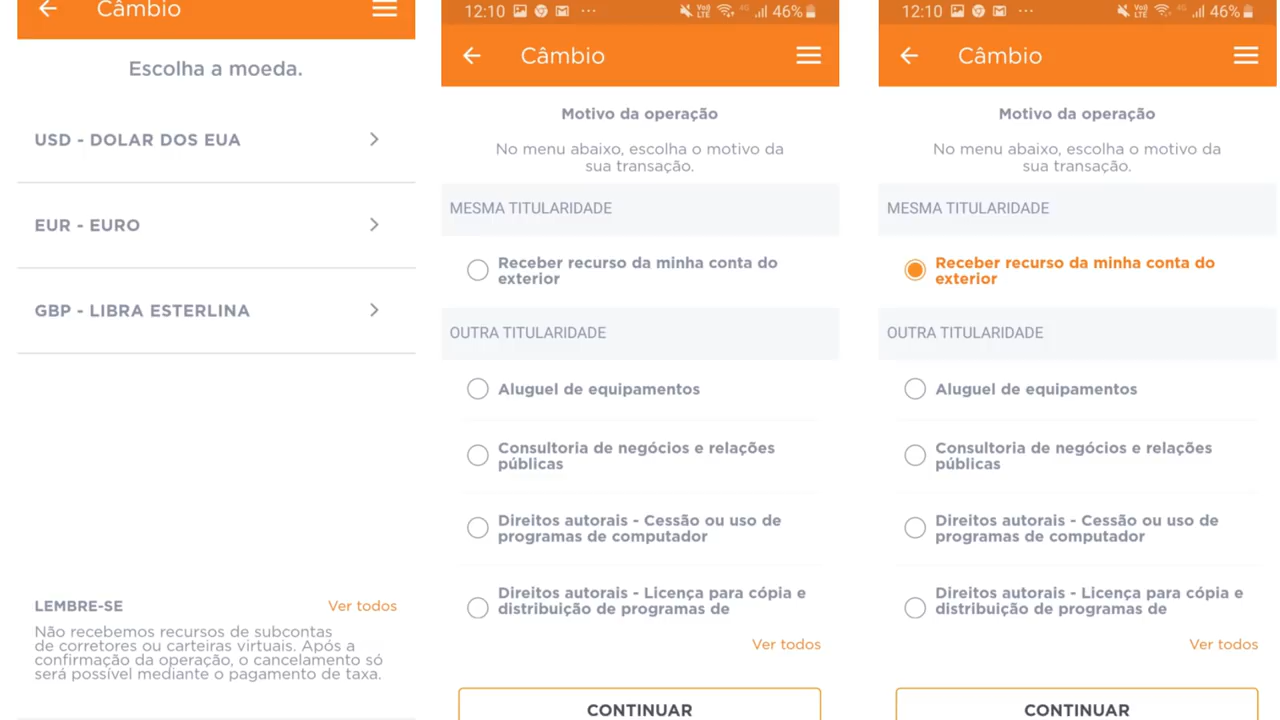 Câmbio
Escolha a moeda.
USD - DOLAR DOS EUA
EUR - EURO
GBP - LIBRA ESTERLINA
LEMBRE-SE
Ver todos
Não recebemos recursos de subcontas
de corretores ou carteiras virtuais. Após a
confirmação da operação, o cancelamento só
será possível mediante o pagamento de taxa.
12:10
Vo)) LTE
4G
46%
Câmbio
Motivo da operação
No menu abaixo, escolha o motivo da
sua transação.
MESMA TITULARIDADE
Receber recurso da minha conta do
exterior
OUTRA TITULARIDADE
Aluguel de equipamentos
Consultoria de negócios e relações
públicas
Direitos autorais - Cessão ou uso de
programas de computador
Direitos autorais - Licença para cópia e
distribuição de programas de
Ver todos
CONTINUAR
12:10
Vo)) LTE
4G
46%
Câmbio
Motivo da operação
No menu abaixo, escolha o motivo da
sua transação.
MESMA TITULARIDADE
Receber recurso da minha conta do
exterior
OUTRA TITULARIDADE
Aluguel de equipamentos
Consultoria de negócios e relações
públicas
Direitos autorais - Cessão ou uso de
programas de computador
Direitos autorais - Licença para cópia e
distribuição de programas de
Ver todos
CONTINUAR